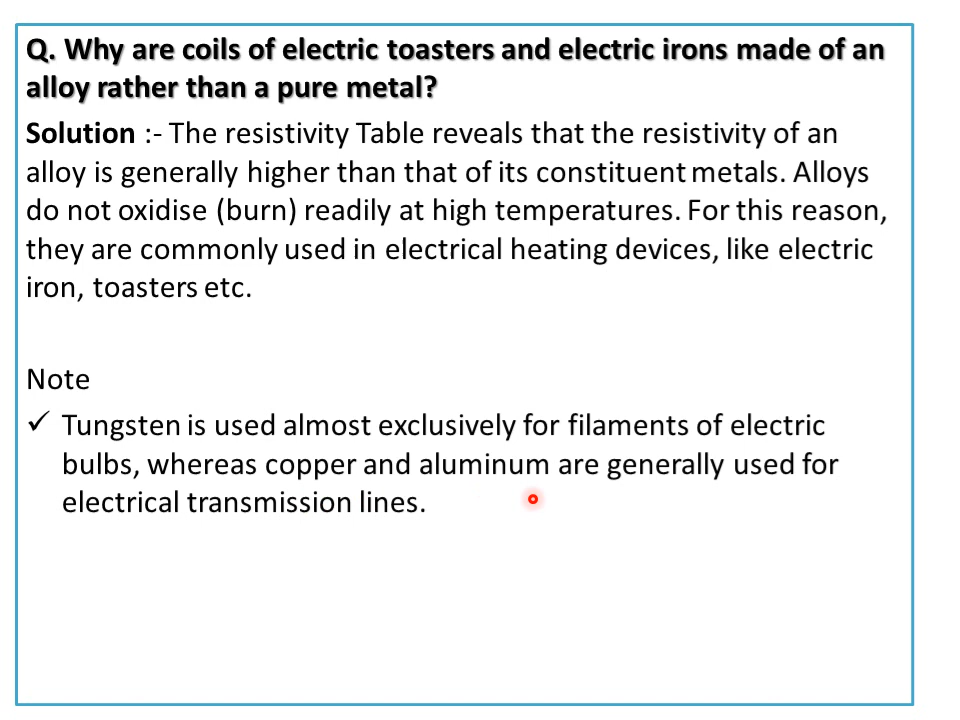 Q. Why are coils of electric toasters and electric irons made of an
alloy rather than a pure metal?
Solution :- The resistivity Table reveals that the resistivity of an
alloy is generally higher than that of its constituent metals. Alloys
do not oxidise (burn) readily at high temperatures. For this reason,
they are commonly used in electrical heating devices, like electric
iron, toasters etc.
Note
✓ Tungsten is used almost exclusively for filaments of electric
bulbs, whereas copper and aluminum are generally used for
electrical transmission lines.